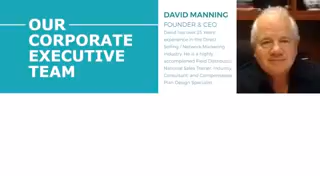 OUR
CORPORATE
EXECUTIVE
TEAM
DAVID MANNING
FOUNDER & CEO
David has over 25 Years
experience in the Direct
Selling / Network Marketing
Industry. He is a highly
accomplished Field
National Sales Trainer, Industry
Consultant and Compensation
Plan Design Specialist